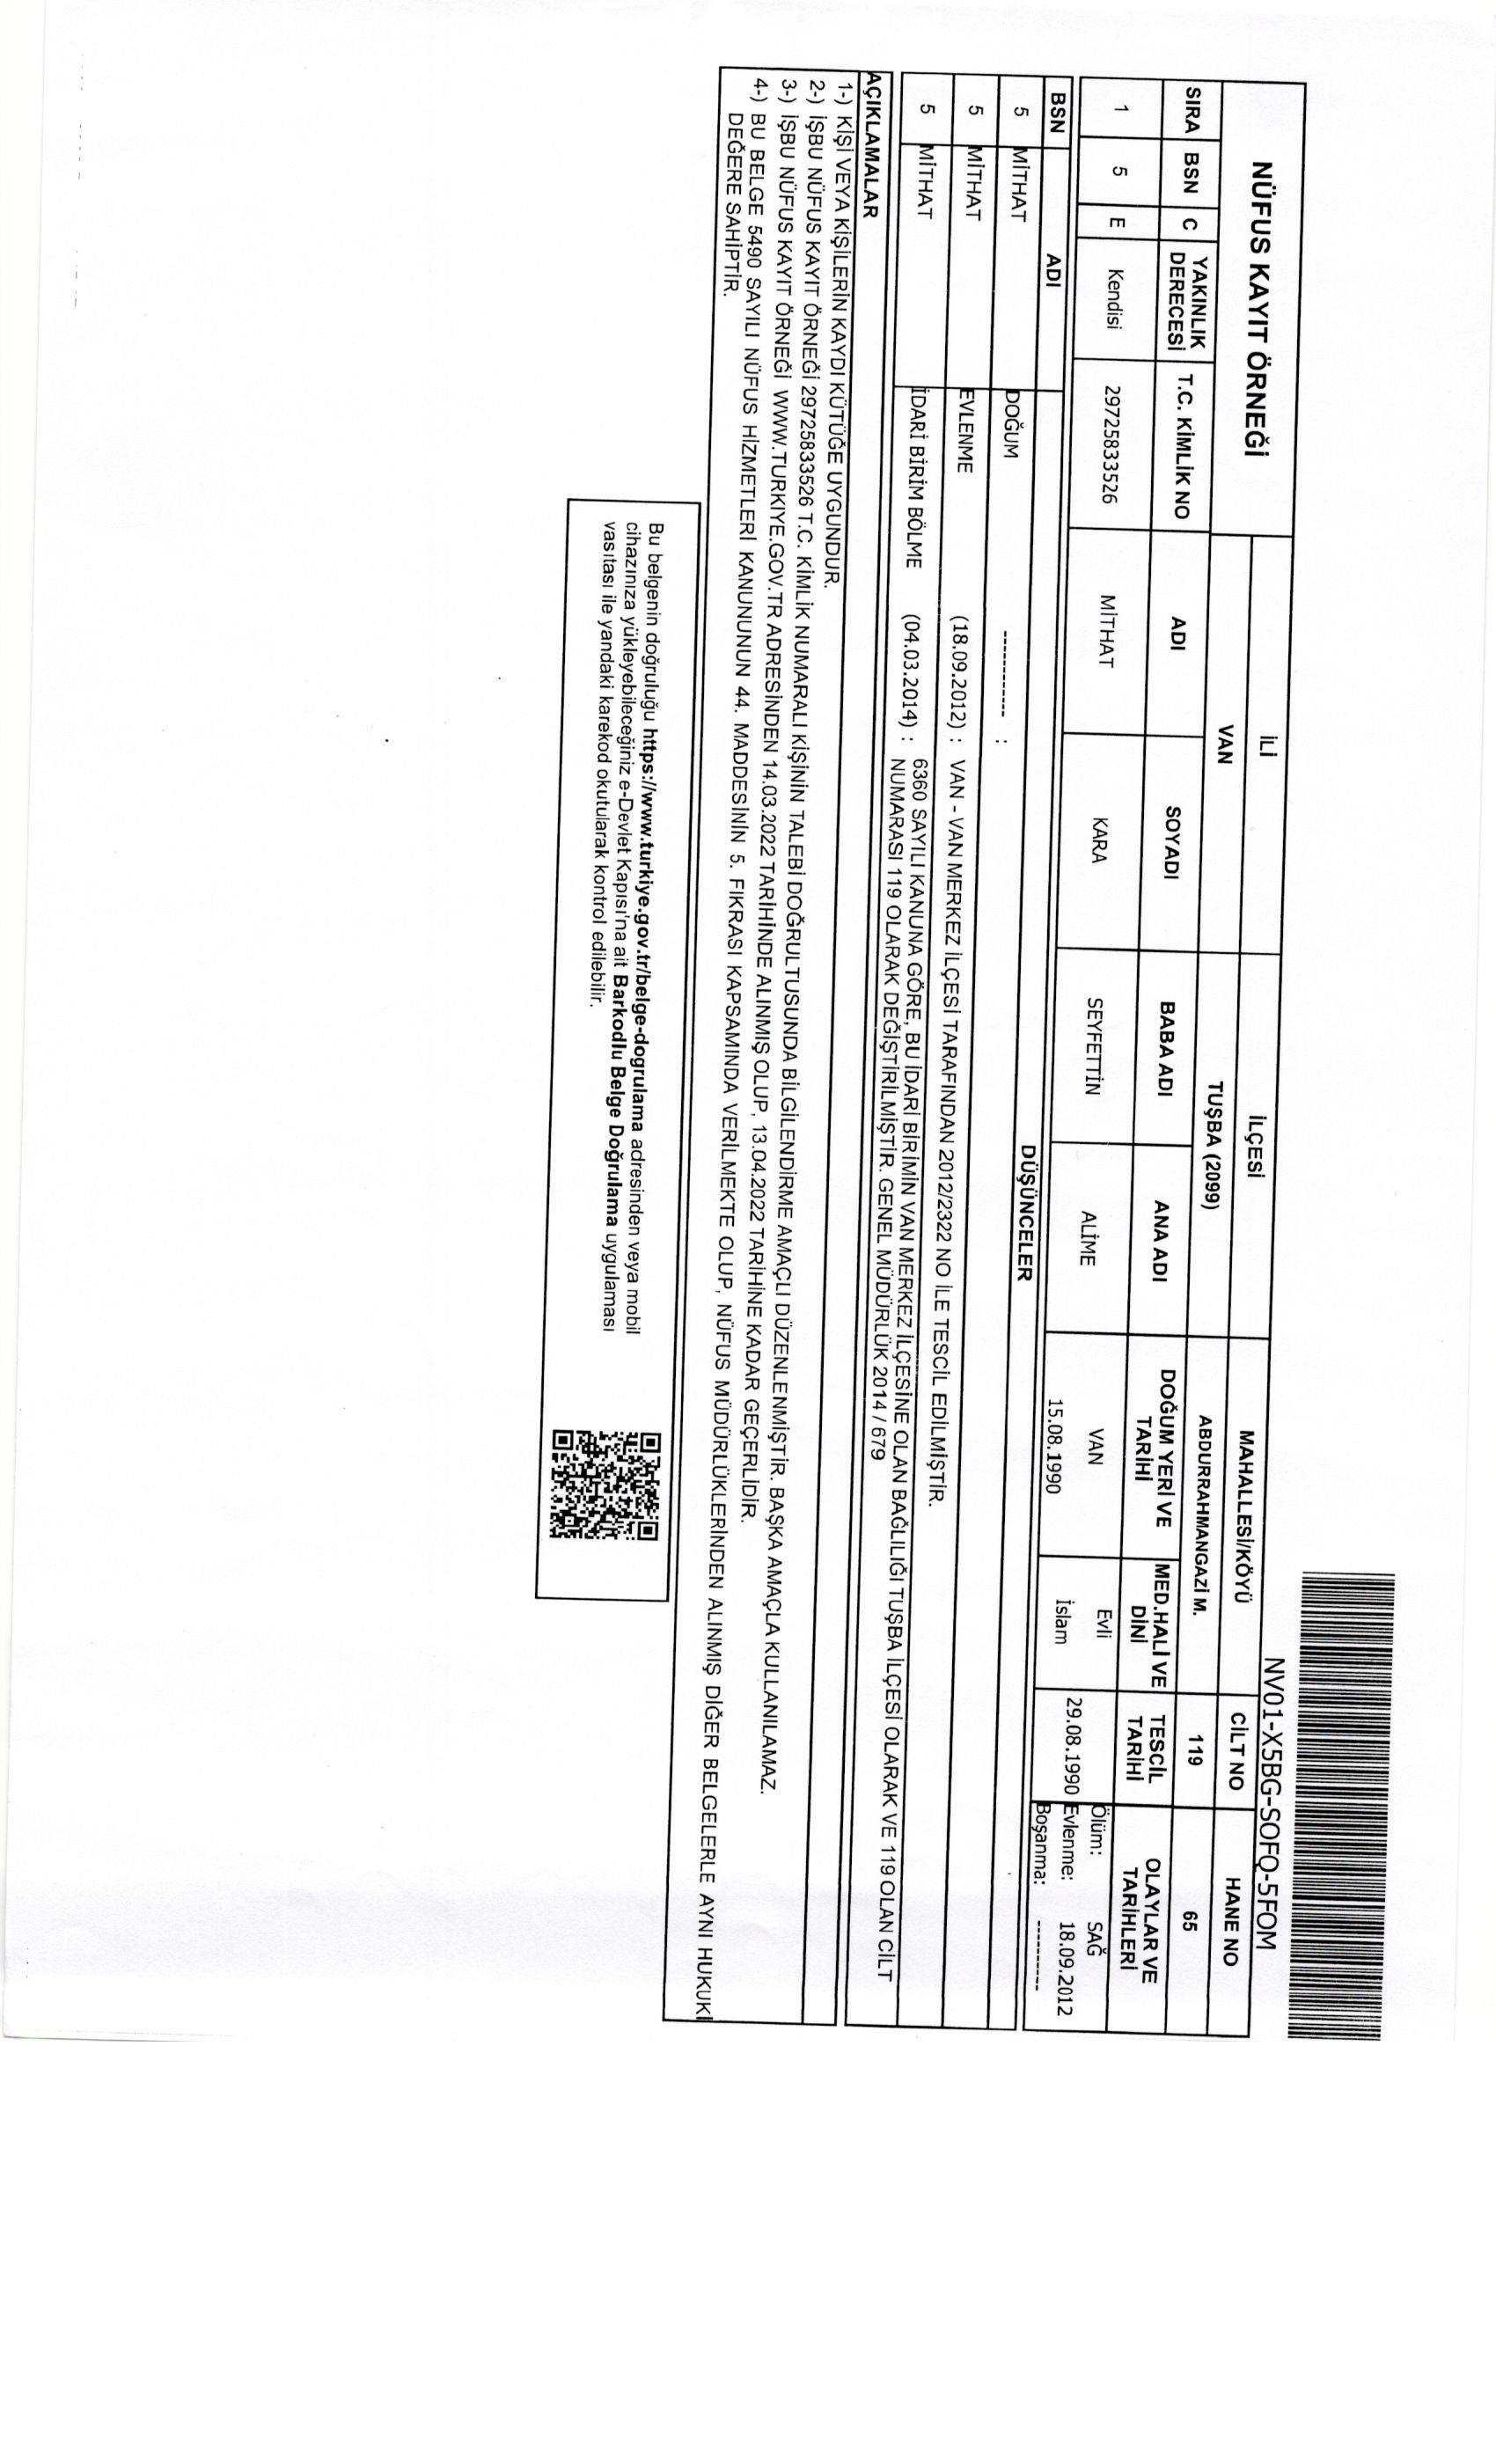 NV01-X5BG-SOFQ-5FOM
NÜFUS KAYIT ÖRNEĞİ
İLİ İLÇESİ MAHALLESİ/KÖYÜ CİLT NO HANE NO
VAN TUŞBA (2099) ABDURRAHMANGAZİ M. 119 65
SIRA BSN C YAKINLIK DERECESİ T.C. KİMLİK NO ADI SOYADI BABA ADI ANA ADI DOĞUM YERİ VE TARİHİ MED.HALİ VE DİNİ TESCİL TARİHİ OLAYLAR VE TARİHLERİ
1 5 E Kendisi 29725833526 MİTHAT KARA SEYFETTİN ALİME VAN Evli Ölüm: SAĞ
15.08.1990 İslam 29.08.1990 Evlenme: 18.09.2012
Boşanma: ---------
BSN ADI DÜŞÜNCELER
5 MİTHAT DOĞUM ---------- :
5 MİTHAT EVLENME (18.09.2012) : VAN - VAN MERKEZ İLÇESİ TARAFINDAN 2012/2322 NO İLE TESCİL EDİLMİŞTİR.
5 MİTHAT İDARİ BİRİM BÖLME (04.03.2014) : 6360 SAYILI KANUNA GÖRE, BU İDARİ BİRİMİN VAN MERKEZ İLÇESİNE OLAN BAĞLILIĞI TUŞBA İLÇESİ OLARAK VE 119 OLAN CİLT
NUMARASI 119 OLARAK DEĞİŞTİRİLMİŞTİR. GENEL MÜDÜRLÜK 2014 / 679
AÇIKLAMALAR
1-) KİŞİ VEYA KİŞİLERİN KAYDI KÜTÜĞE UYGUNDUR.
2-) İŞBU NÜFUS KAYIT ÖRNEĞİ 29725833526 T.C. KİMLİK NUMARALI KİŞİNİN TALEBİ DOĞRULTUSUNDA BİLGİLENDİRME AMAÇLI DÜZENLENMİŞTİR. BAŞKA AMAÇLA KULLANILAMAZ.
3-) İŞBU NÜFUS KAYIT ÖRNEĞİ WWW.TURKIYE.GOV.TR ADRESİNDEN 14.03.2022 TARİHİNDE ALINMIŞ OLUP, 13.04.2022 TARİHİNE KADAR GEÇERLİDİR.
4-) BU BELGE 5490 SAYILI NÜFUS HİZMETLERİ KANUNUNUN 44. MADDESİNİN 5. FIKRASI KAPSAMINDA VERİLMEKTE OLUP, NÜFUS MÜDÜRLÜKLERİNDEN ALINMIŞ DİĞER BELGELERLE AYNI HUKUKİ
DEĞERE SAHİPTİR.
Bu belgenin doğruluğu https://www.turkiye.gov.tr/belge-dogrulama adresinden veya mobil
cihazınıza yükleyebileceğiniz e-Devlet Kapısı'na ait Barkodlu Belge Doğrulama uygulaması
vasıtası ile yandaki karekod okutularak kontrol edilebilir.